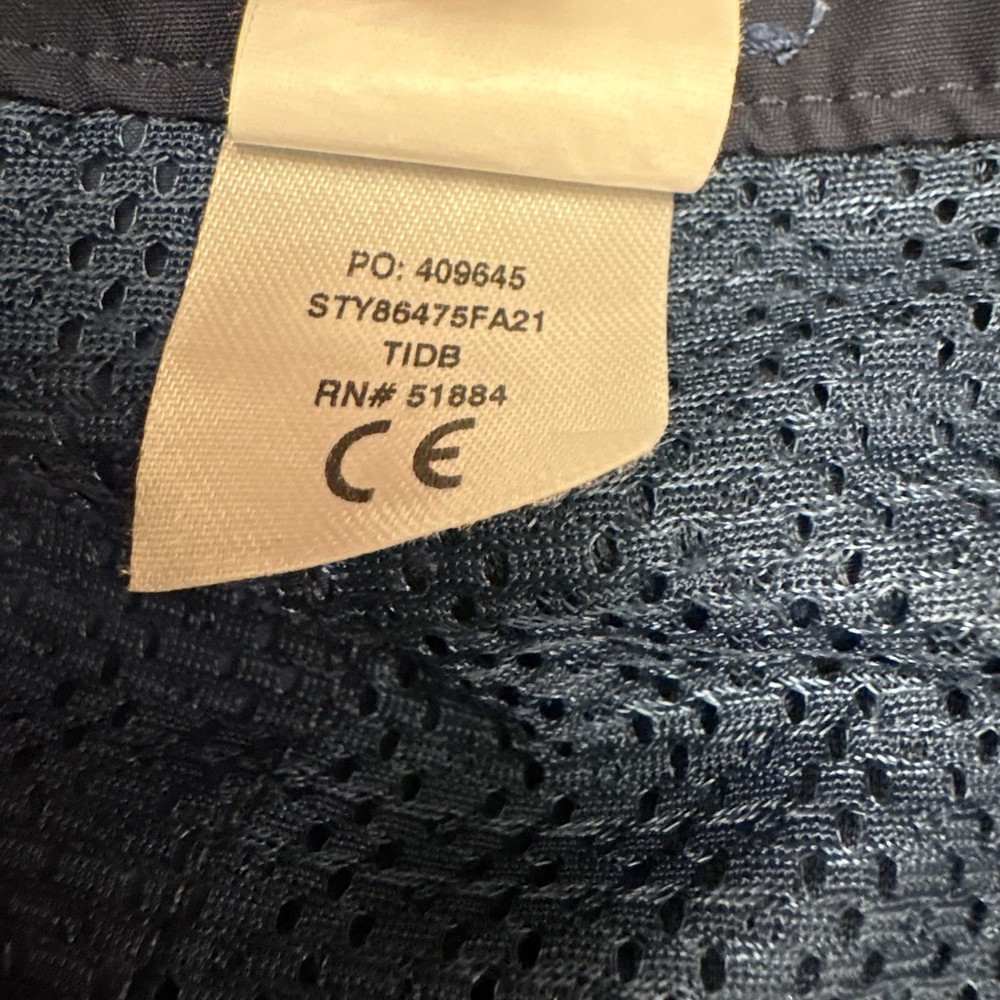 PO: 409645
STY86475FA21
TIDB
RN# 51884
CE